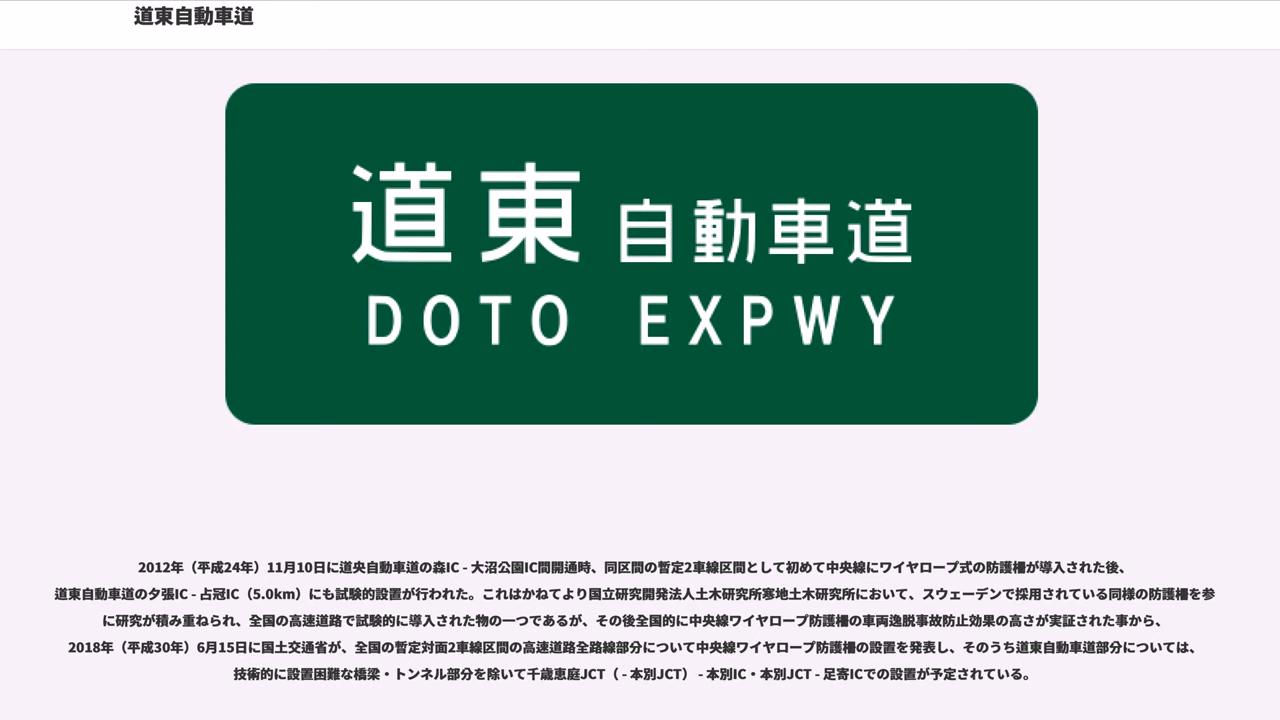 道東自動車道
道東 自動車道
DOTO EXPWY
2012年（平成24年）11月10日に道央自動車道の森IC - 大沼公園IC間開通時、同区間の暫定2車線区間として初めて中央線にワイヤロープ式の防護柵が導入された後、
道東自動車道の夕張IC - 占冠IC（5.0km）にも試験的設置が行われた。これはかねてより国立研究開発法人土木研究所寒地土木研究所において、スウェーデンで採用されている同様の防護柵を参
に研究が積み重ねられ、全国の高速道路で試験的に導入された物の一つであるが、その後全国的に中央線ワイヤロープ防護柵の車両逸脱事故防止効果の高さが実証された事から、
2018年（平成30年）6月15日に国土交通省が、全国の暫定対面2車線区間の高速道路全路線部分について中央線ワイヤロープ防護柵の設置を発表し、そのうち道東自動車道部分については、
技術的に設置困難な橋梁・トンネル部分を除いて千歳恵庭JCT（ - 本別JCT） - 本別IC・本別JCT - 足寄ICでの設置が予定されている。